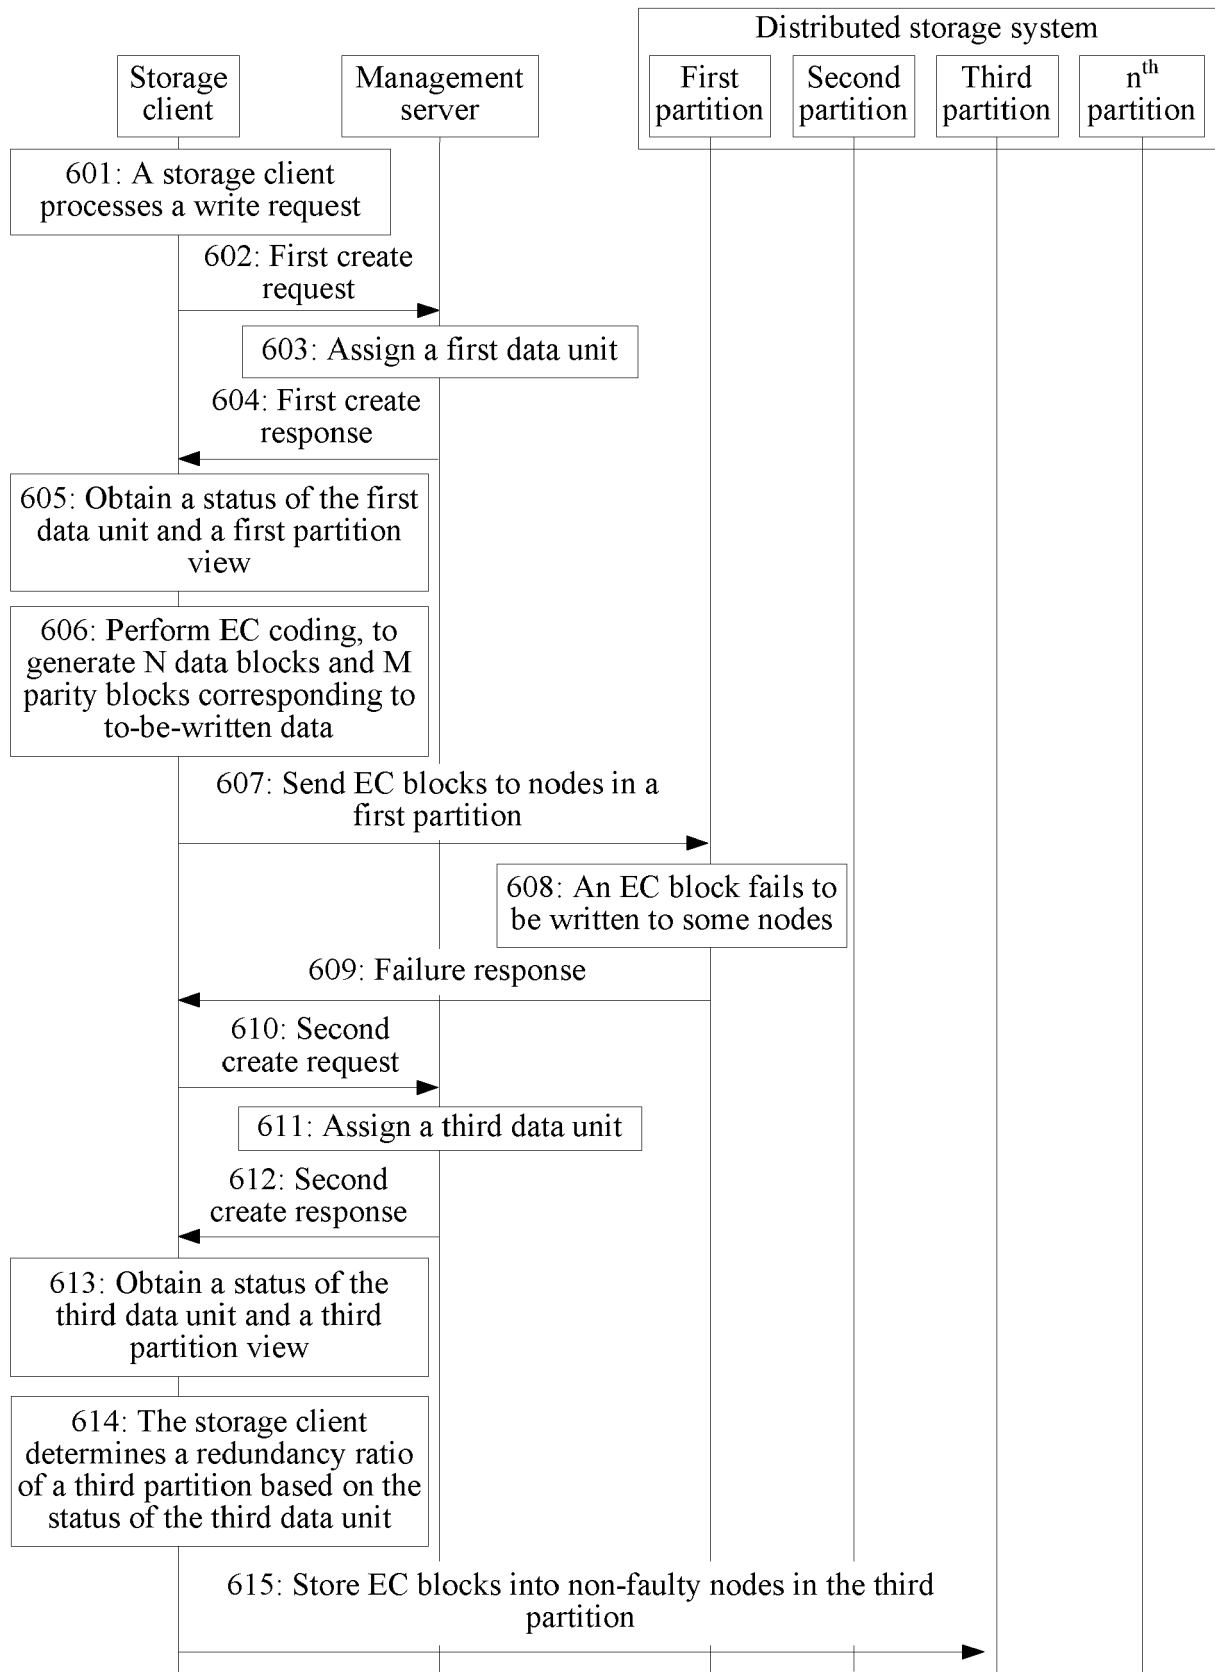 Distributed storage system
Storage
client
Management
server
First
partition
Second
partition
Third
partition
nth
partition
601: A storage client
processes a write request
602: First create
request
603: Assign a first data unit
604: First create
response
605: Obtain a status of the first
data unit and a first partition
view
606: Perform EC coding, to
generate N data blocks and M
parity blocks corresponding to
to-be-written data
607: Send EC blocks to nodes in a
first partition
608: An EC block fails to
be written to some nodes
609: Failure response
610: Second
create request
611: Assign a third data unit
612: Second
create response
613: Obtain a status of the
third data unit and a third
partition view
614: The storage client
determines a redundancy ratio
of a third partition based on the
status of the third data unit
615: Store EC blocks into non-faulty nodes in the third
partition